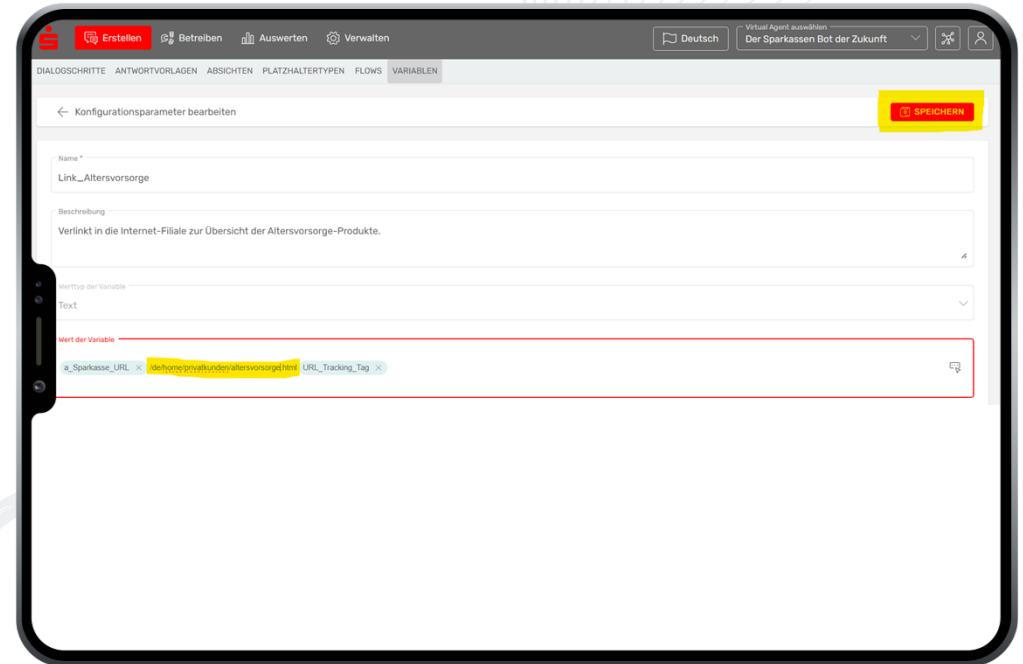 Erstellen Betreiben Auswerten Verwalten Deutsch
Virtual Agent auswählen
Der Sparkassen Bot der Zukunft
DIALOGSCHRITTE ANTWORTVORLAGEN ABSICHTEN PLATZHALTERTYPEN FLOWS VARIABLEN
Konfigurationsparameter bearbeiten SPEICHERN
Name *
Link_Altersvorsorge
Beschreibung
Verlinkt in die Internet-Filiale zur Übersicht der Altersvorsorge-Produkte.
Werttyp der Variable
Text
Wert der Variable
a_Sparkasse_URL × /de/home/privatkunden/altersvorsorge.html URL_Tracking_Tag ×